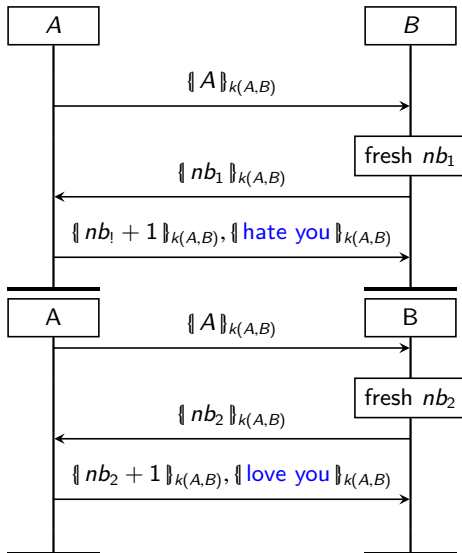 A B
⦃A⦄k(A,B)
fresh nb₁
⦃nb₁⦄k(A,B)
⦃nb! + 1⦄k(A,B), ⦃hate you⦄k(A,B)
A B
⦃A⦄k(A,B)
fresh nb₂
⦃nb₂⦄k(A,B)
⦃nb₂ + 1⦄k(A,B), ⦃love you⦄k(A,B)